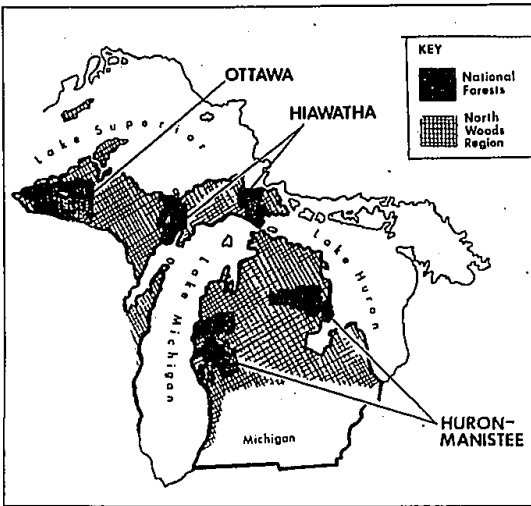 OTTAWA
HIAWATHA
KEY
National
Forests
North
Woods
Region
Lake Superior
Lake Michigan
Lake Huron
Michigan
HURON-
MANISTEE